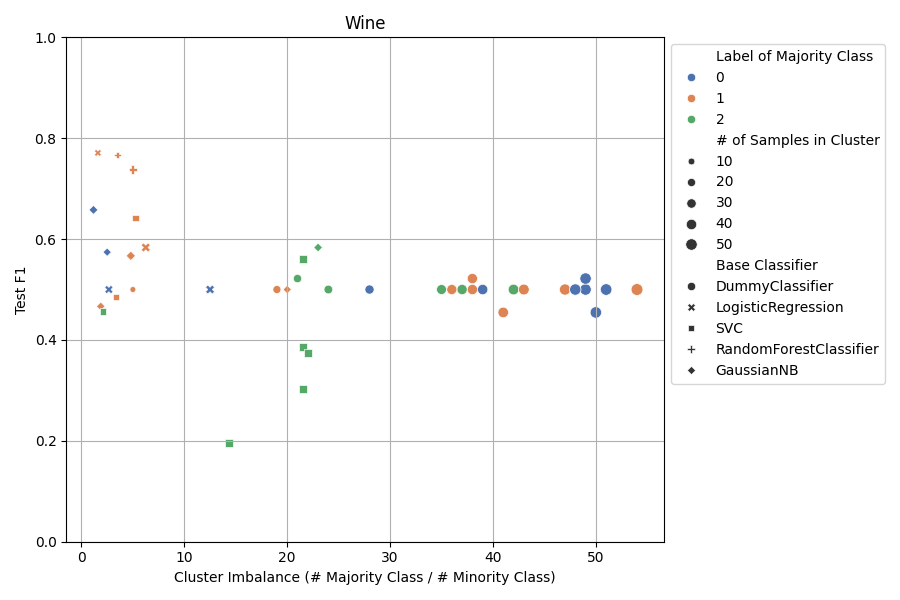 Wine
1.0
0.8
0.6
0.4
0.2
0.0
Test F1
0 10 20 30 40 50
Cluster Imbalance (# Majority Class / # Minority Class)
Label of Majority Class
0
1
2
# of Samples in Cluster
10
20
30
40
50
Base Classifier
DummyClassifier
LogisticRegression
SVC
RandomForestClassifier
GaussianNB